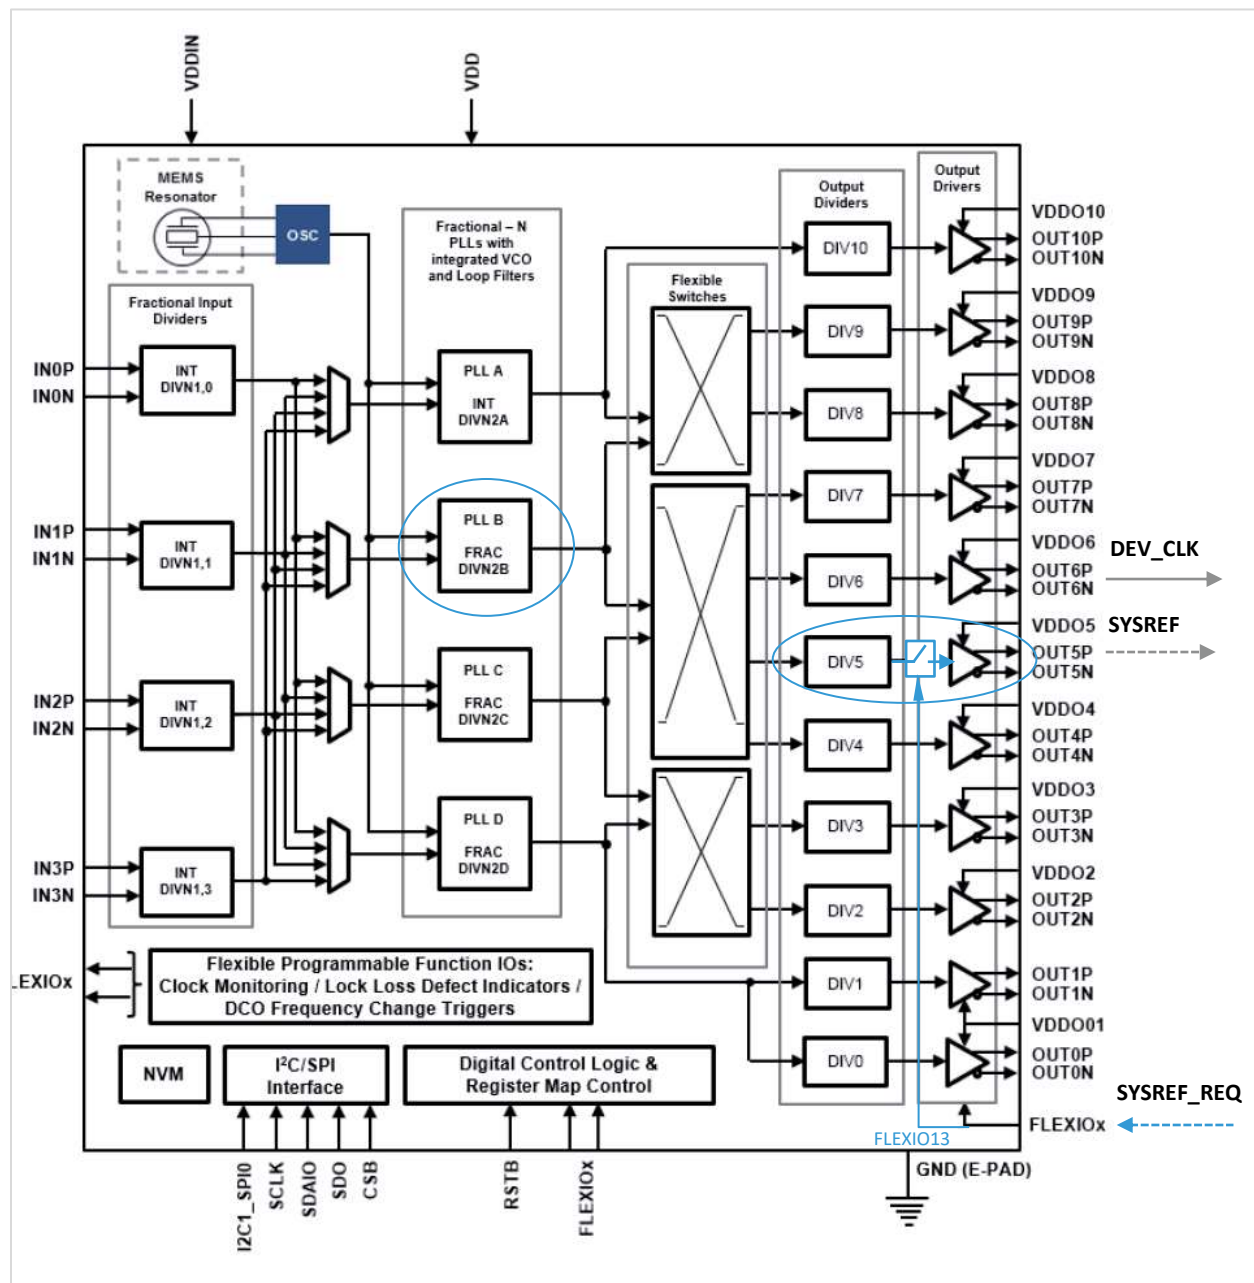 VDDIN
VDD
MEMS
Resonator
OSC
Fractional – N
PLLs with
integrated VCO
and Loop Filters
Output
Dividers
Output
Drivers
Fractional Input
Dividers
Flexible
Switches
IN0P
IN0N
INT
DIVN1,0
IN1P
IN1N
INT
DIVN1,1
IN2P
IN2N
INT
DIVN1,2
IN3P
IN3N
INT
DIVN1,3
PLL A
INT
DIVN2A
PLL B
FRAC
DIVN2B
PLL C
FRAC
DIVN2C
PLL D
FRAC
DIVN2D
DIV10
DIV9
DIV8
DIV7
DIV6
DIV5
DIV4
DIV3
DIV2
DIV1
DIV0
VDDO10
OUT10P
OUT10N
VDDO9
OUT9P
OUT9N
VDDO8
OUT8P
OUT8N
VDDO7
OUT7P
OUT7N
VDDO6
OUT6P
OUT6N
DEV_CLK
VDDO5
OUT5P
OUT5N
SYSREF
VDDO4
OUT4P
OUT4N
VDDO3
OUT3P
OUT3N
VDDO2
OUT2P
OUT2N
OUT1P
OUT1N
VDDO01
OUT0P
OUT0N
SYSREF_REQ
FLEXIOx
FLEXIO13
GND (E-PAD)
LEXIOx
Flexible Programmable Function IOs:
Clock Monitoring / Lock Loss Defect Indicators /
DCO Frequency Change Triggers
NVM
I²C/SPI
Interface
Digital Control Logic &
Register Map Control
I2C1_SPI0
SCLK
SDAIO
SDO
CSB
RSTB
FLEXIOx